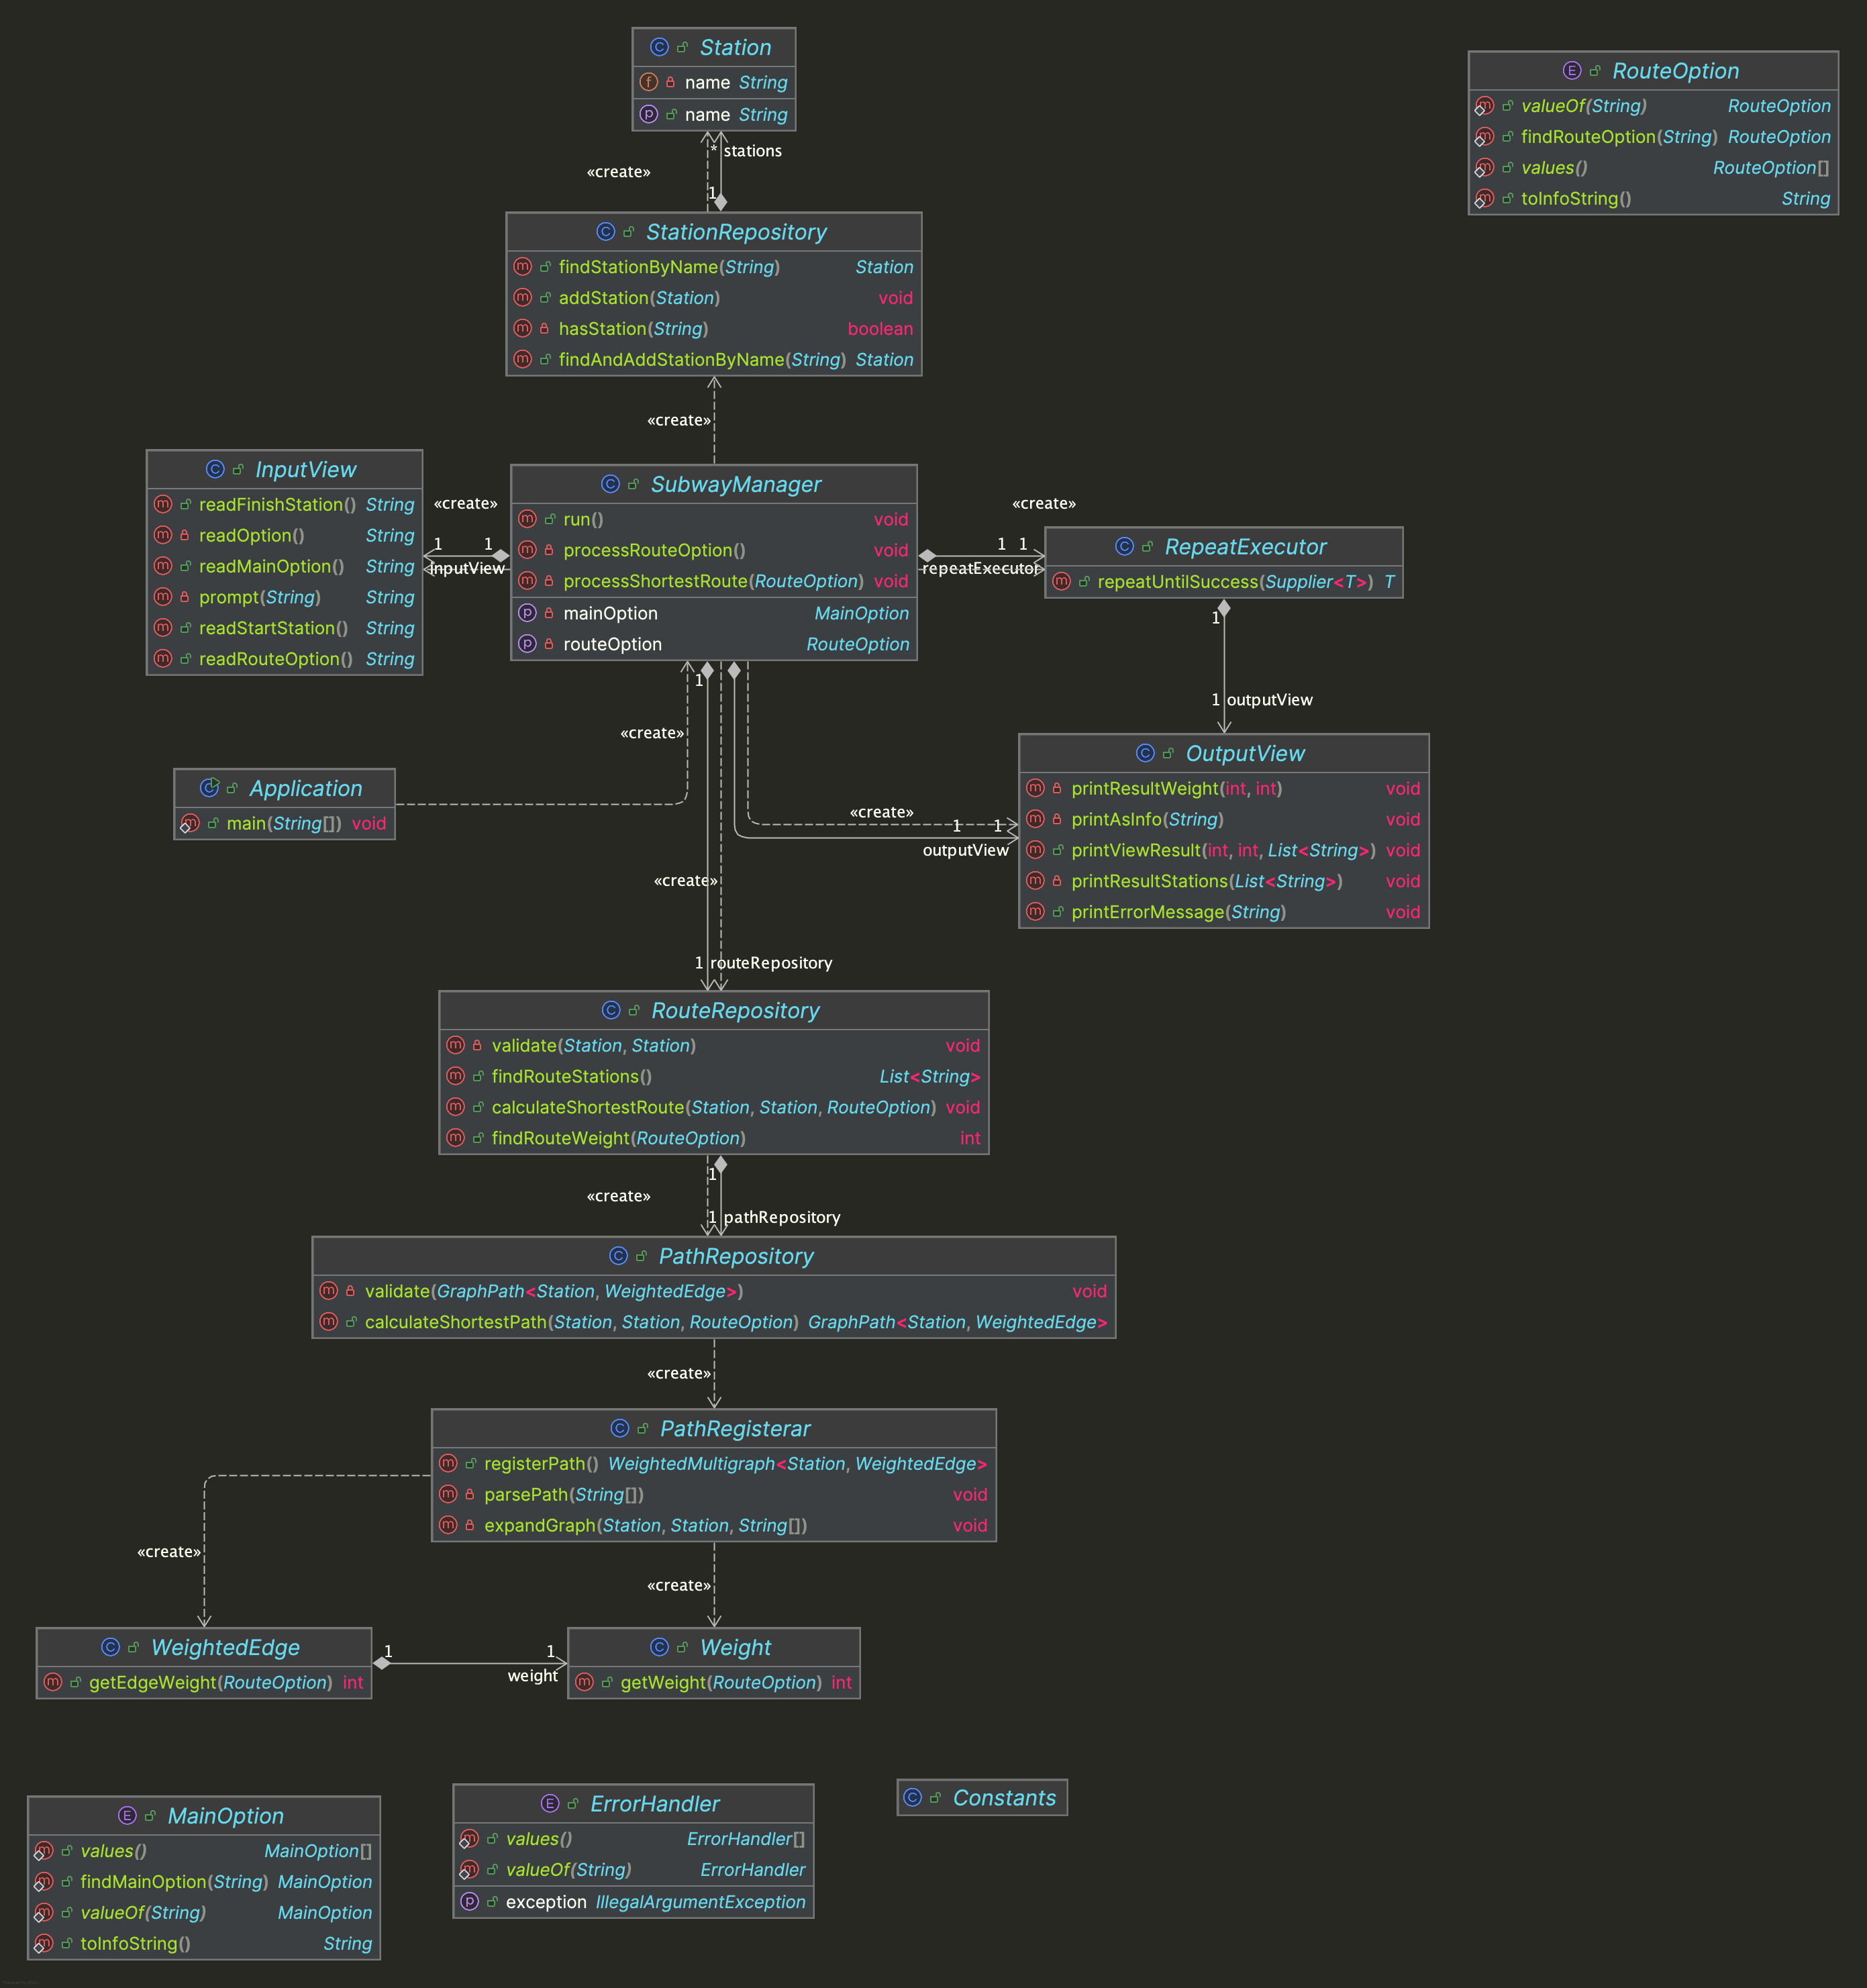 Station
name String
name String
RouteOption
valueOf(String) RouteOption
findRouteOption(String) RouteOption
values() RouteOption[]
toInfoString() String
* stations
«create»
1
StationRepository
findStationByName(String) Station
addStation(Station) void
hasStation(String) boolean
findAndAddStationByName(String) Station
«create»
InputView
readFinishStation() String
readOption() String
readMainOption() String
prompt(String) String
readStartStation() String
readRouteOption() String
«create»
1 1
inputView
SubwayManager
run() void
processRouteOption() void
processShortestRoute(RouteOption) void
mainOption MainOption
routeOption RouteOption
«create»
1 1
repeatExecutor
RepeatExecutor
repeatUntilSuccess(Supplier<T>) T
1
1 outputView
1
«create»
Application
main(String[]) void
«create»
1 1
outputView
OutputView
printResultWeight(int, int) void
printAsInfo(String) void
printViewResult(int, int, List<String>) void
printResultStations(List<String>) void
printErrorMessage(String) void
«create»
1 routeRepository
RouteRepository
validate(Station, Station) void
findRouteStations() List<String>
calculateShortestRoute(Station, Station, RouteOption) void
findRouteWeight(RouteOption) int
1
«create»
1 pathRepository
PathRepository
validate(GraphPath<Station, WeightedEdge>) void
calculateShortestPath(Station, Station, RouteOption) GraphPath<Station, WeightedEdge>
«create»
PathRegisterar
registerPath() WeightedMultigraph<Station, WeightedEdge>
parsePath(String[]) void
expandGraph(Station, Station, String[]) void
«create»
«create»
WeightedEdge
getEdgeWeight(RouteOption) int
1 1
weight
Weight
getWeight(RouteOption) int
MainOption
values() MainOption[]
findMainOption(String) MainOption
valueOf(String) MainOption
toInfoString() String
ErrorHandler
values() ErrorHandler[]
valueOf(String) ErrorHandler
exception IllegalArgumentException
Constants